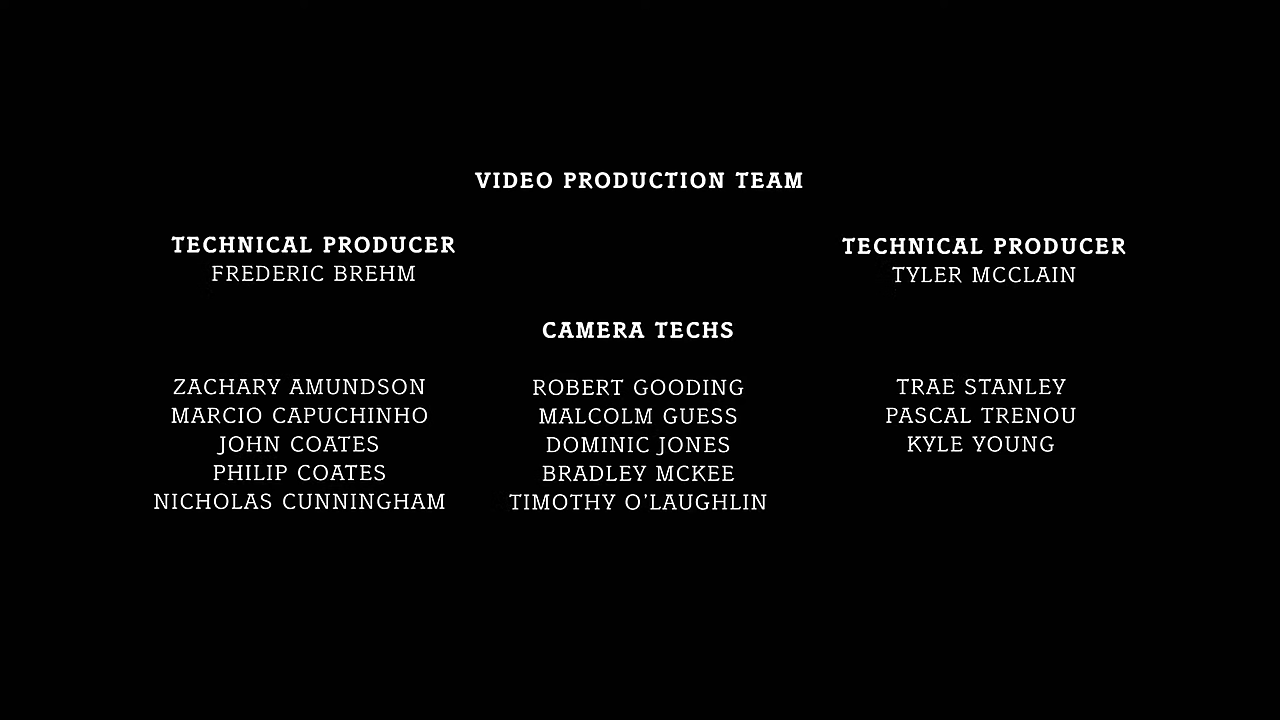 VIDEO PRODUCTION TEAM
TECHNICAL PRODUCER
FREDERIC BREHM
TECHNICAL PRODUCER
TYLER MCCLAIN
CAMERA TECHS
ZACHARY AMUNDSON
MARCIO CAPUCHINHO
JOHN COATES
PHILIP COATES
NICHOLAS CUNNINGHAM
ROBERT GOODING
MALCOLM GUESS
DOMINIC JONES
BRADLEY MCKEE
TIMOTHY O’LAUGHLIN
TRAE STANLEY
PASCAL TRENOU
KYLE YOUNG